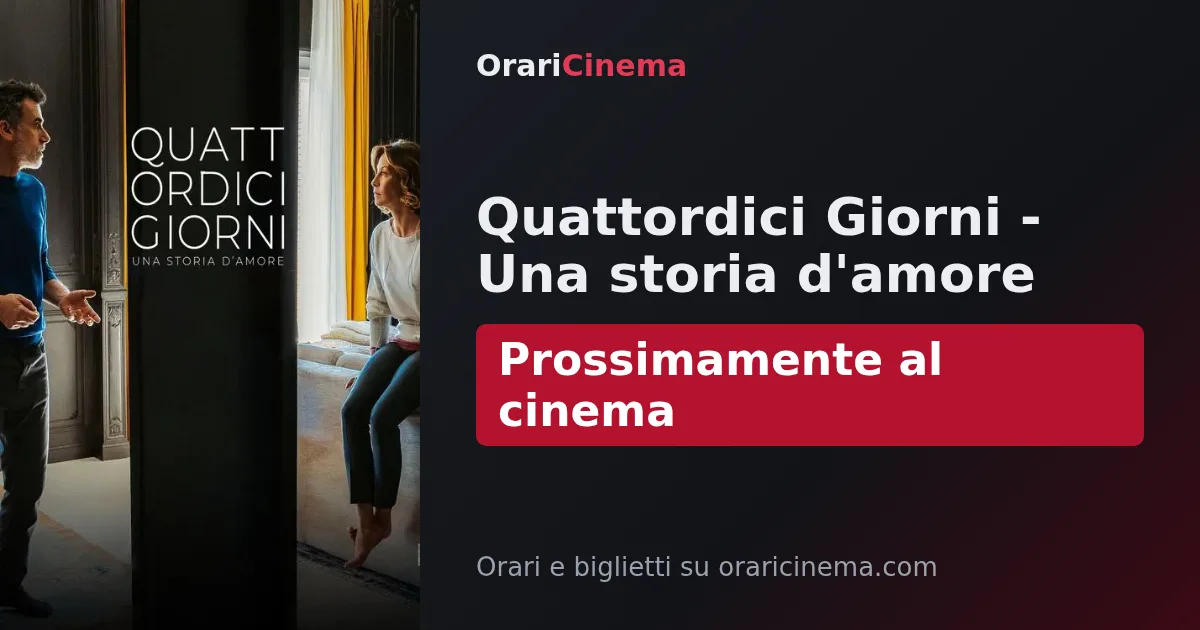 QUATT
ORDICI
GIORNI
UNA STORIA D'AMORE
OrariCinema
Quattordici Giorni -
Una storia d'amore
Prossimamente al
cinema
Orari e biglietti su oraricinema.com